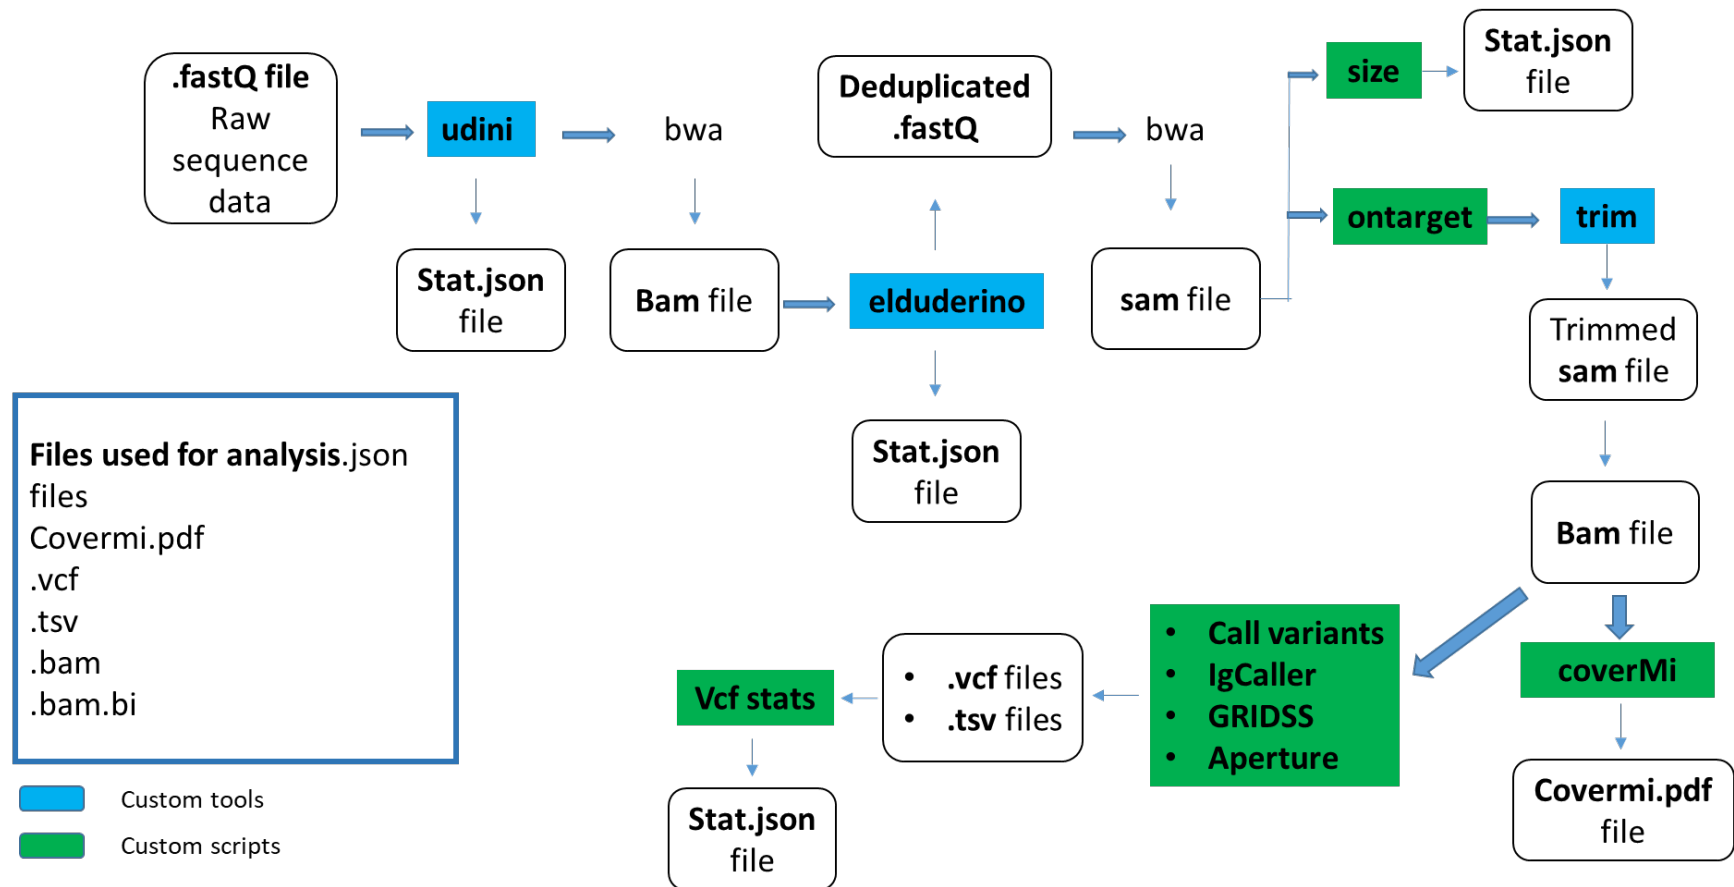 .fastQ file
Raw
sequence
data
udini
Stat.json
file
bwa
Bam file
Deduplicated
.fastQ
elduderino
Stat.json
file
bwa
sam file
size
Stat.json
file
ontarget
trim
Trimmed
sam file
Bam file
coverMi
Covermi.pdf
file
• Call variants
• IgCaller
• GRIDSS
• Aperture
• .vcf files
• .tsv files
Vcf stats
Stat.json
file
Files used for analysis.json
files
Covermi.pdf
.vcf
.tsv
.bam
.bam.bi
Custom tools
Custom scripts